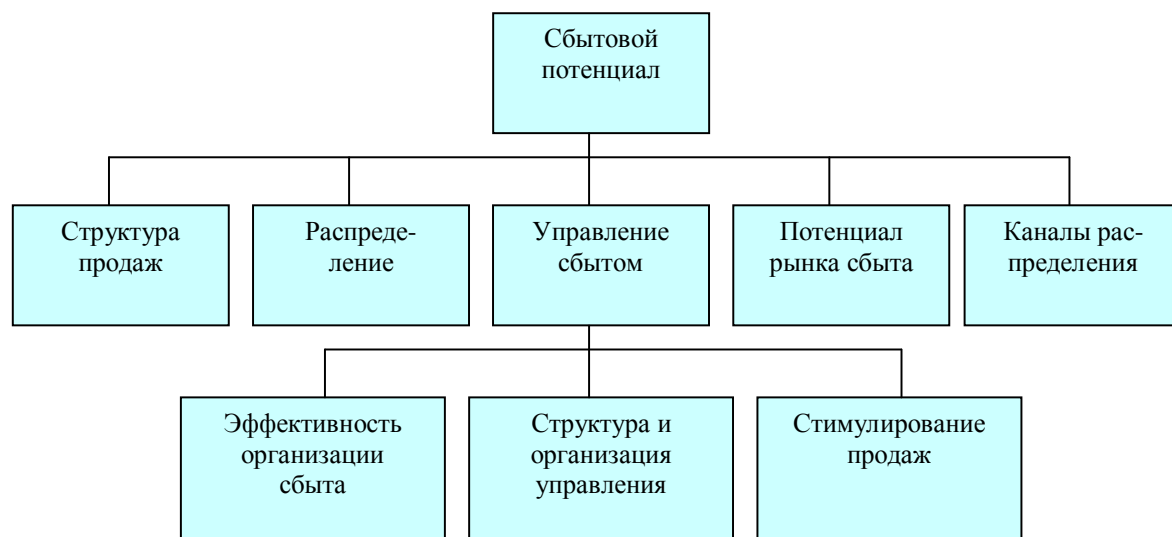 Сбытовой
потенциал
Структура
продаж
Распреде-
ление
Управление
сбытом
Потенциал
рынка сбыта
Каналы рас-
пределения
Эффективность
организации
сбыта
Структура и
организация
управления
Стимулирование
продаж